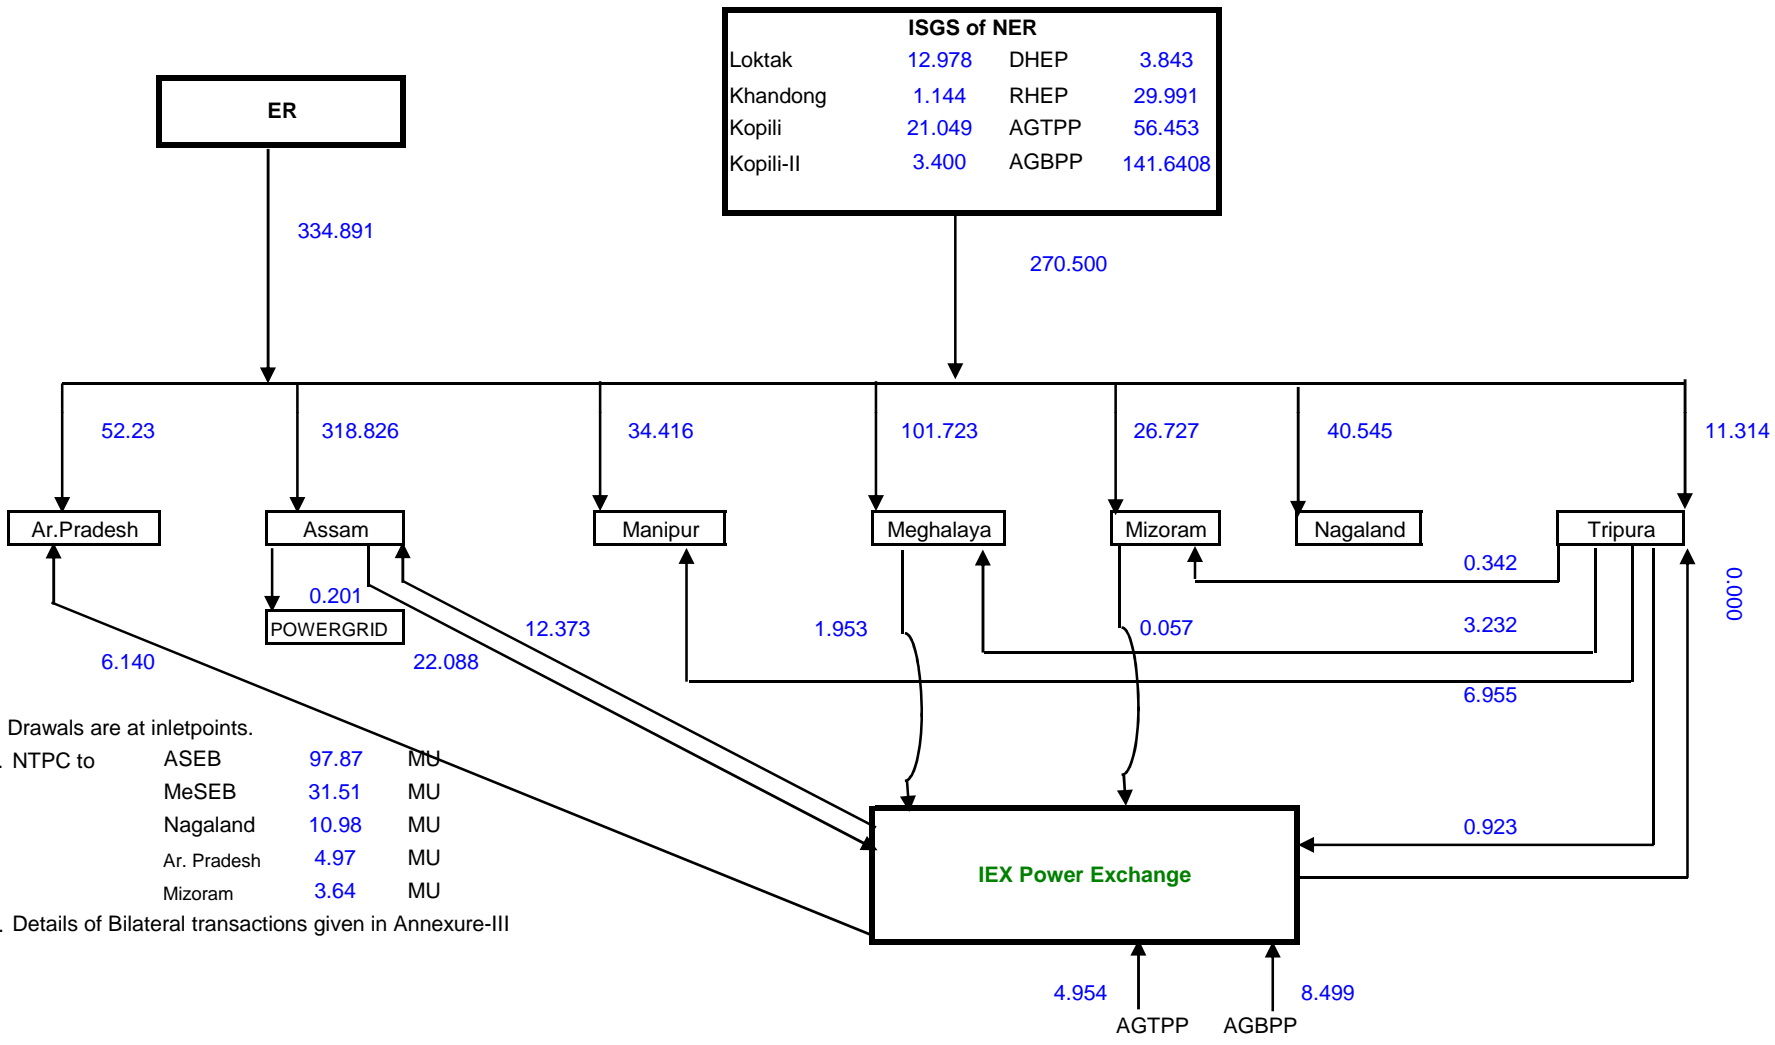 ISGS of NER
Loktak 12.978 DHEP 3.843
ER
Khandong 1.144 RHEP 29.991
Kopili 21.049 AGTPP 56.453
Kopili-II 3.400 AGBPP 141.6408
334.891
270.500
52.23 318.826 34.416 101.723 26.727 40.545 11.314
Ar.Pradesh Assam Manipur Meghalaya Mizoram Nagaland Tripura
0.342
0.000
0.201
POWERGRID 12.373 1.953 0.057 3.232
6.140 22.088
6.955
Drawals are at inletpoints.
. NTPC to ASEB 97.87 MU
MeSEB 31.51 MU
Nagaland 10.98 MU
0.923
Ar. Pradesh 4.97 MU
IEX Power Exchange
Mizoram 3.64 MU
. Details of Bilateral transactions given in Annexure-III
4.954 8.499
AGTPP AGBPP